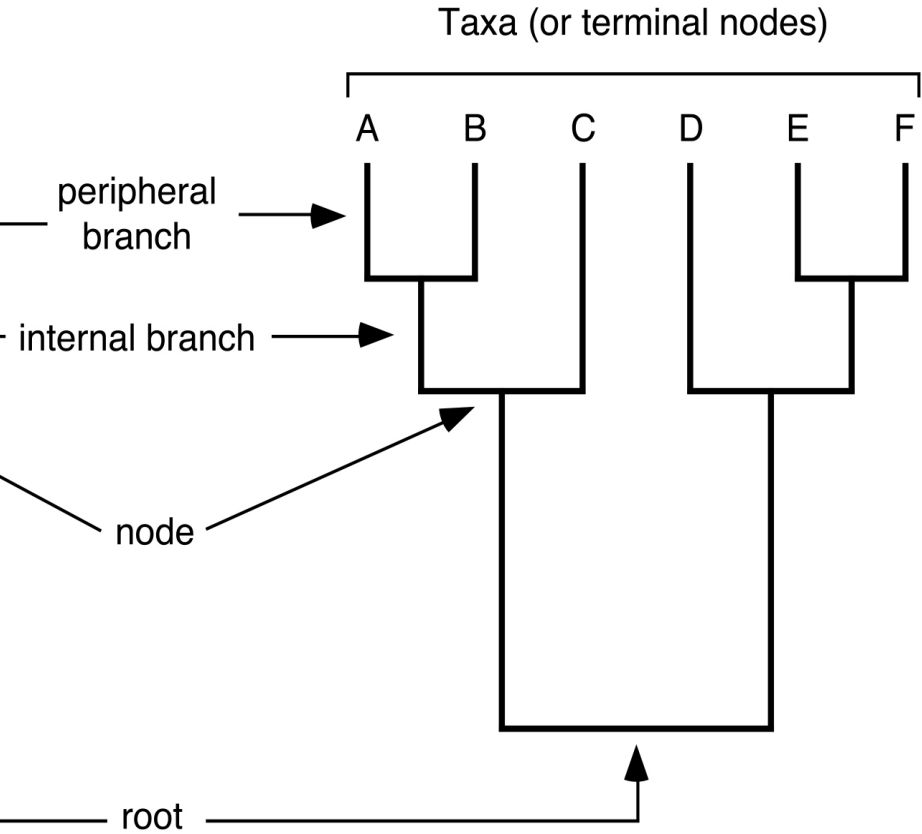 Taxa (or terminal nodes)
A B C D E F
peripheral
branch
internal branch
node
root